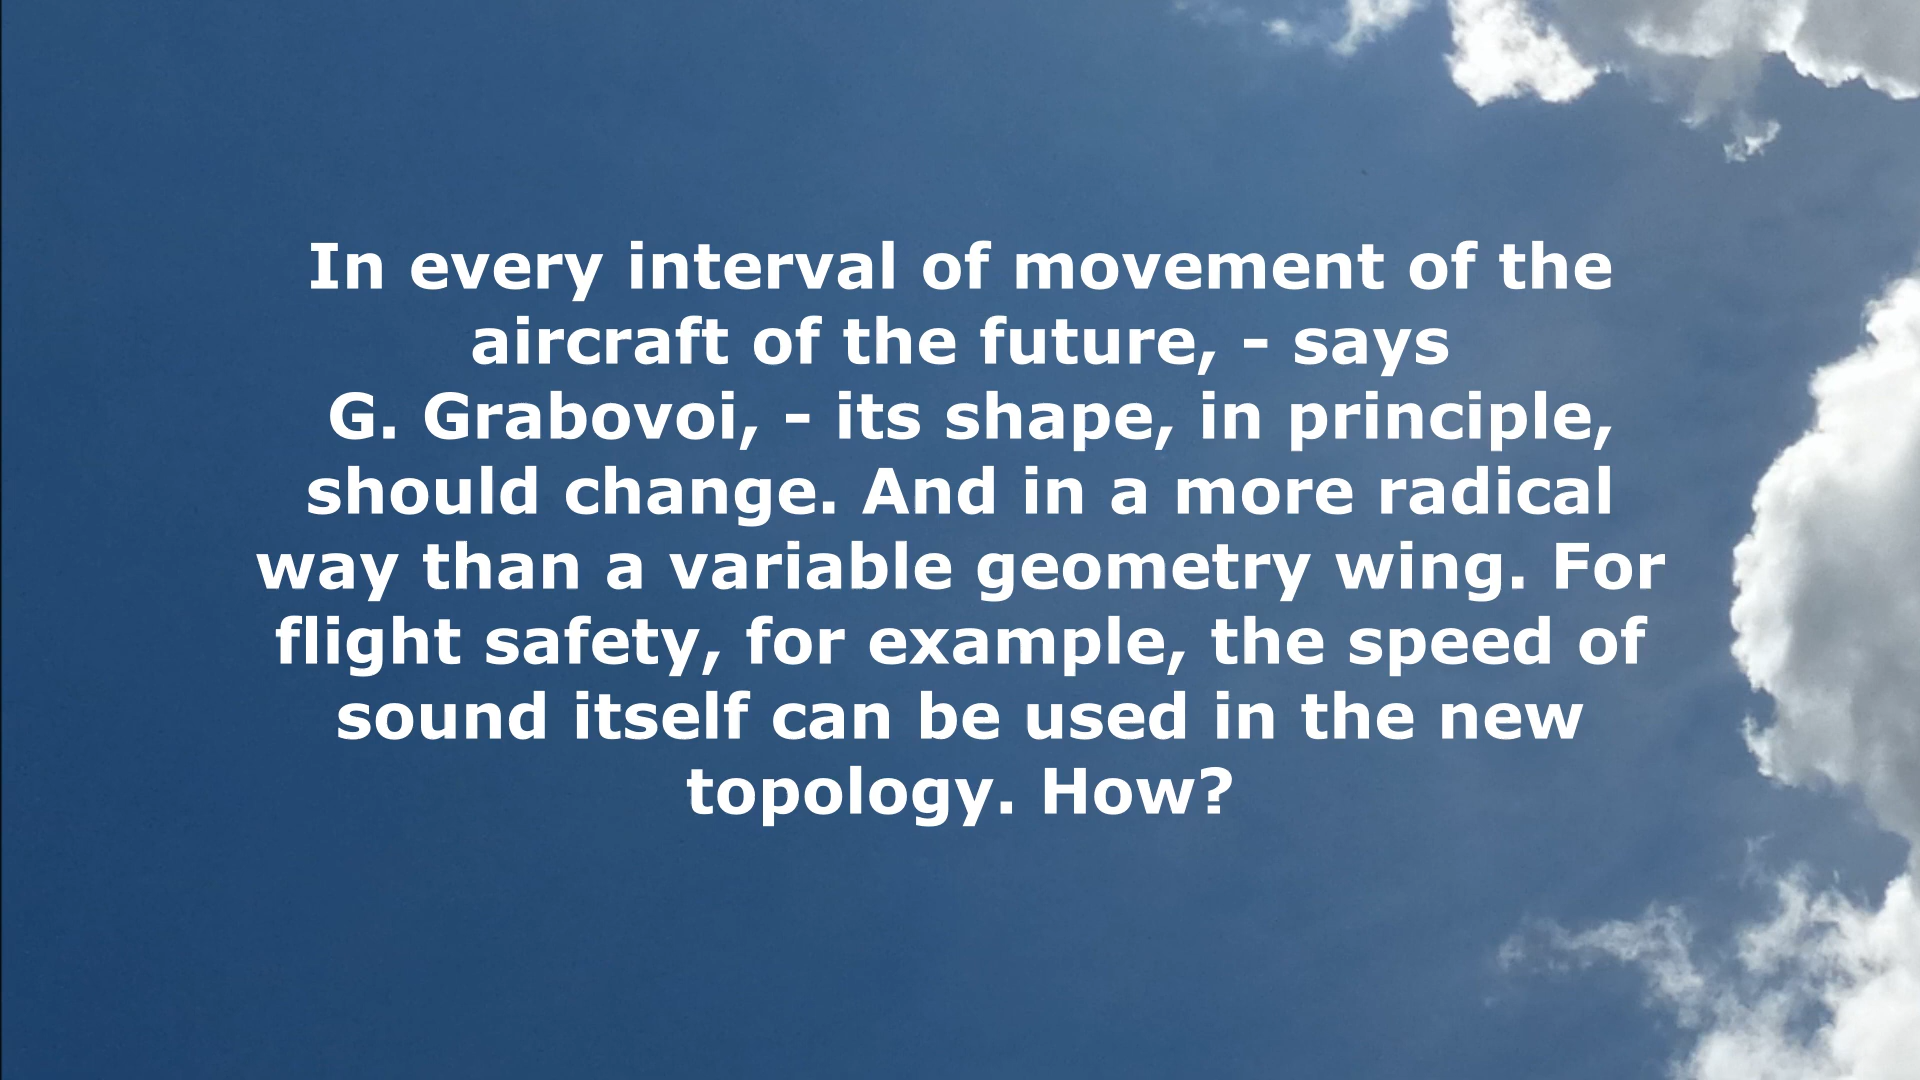 In every interval of movement of the
aircraft of the future, - says
G. Grabovoi, - its shape, in principle,
should change. And in a more radical
way than a variable geometry wing. For
flight safety, for example, the speed of
sound itself can be used in the new
topology. How?